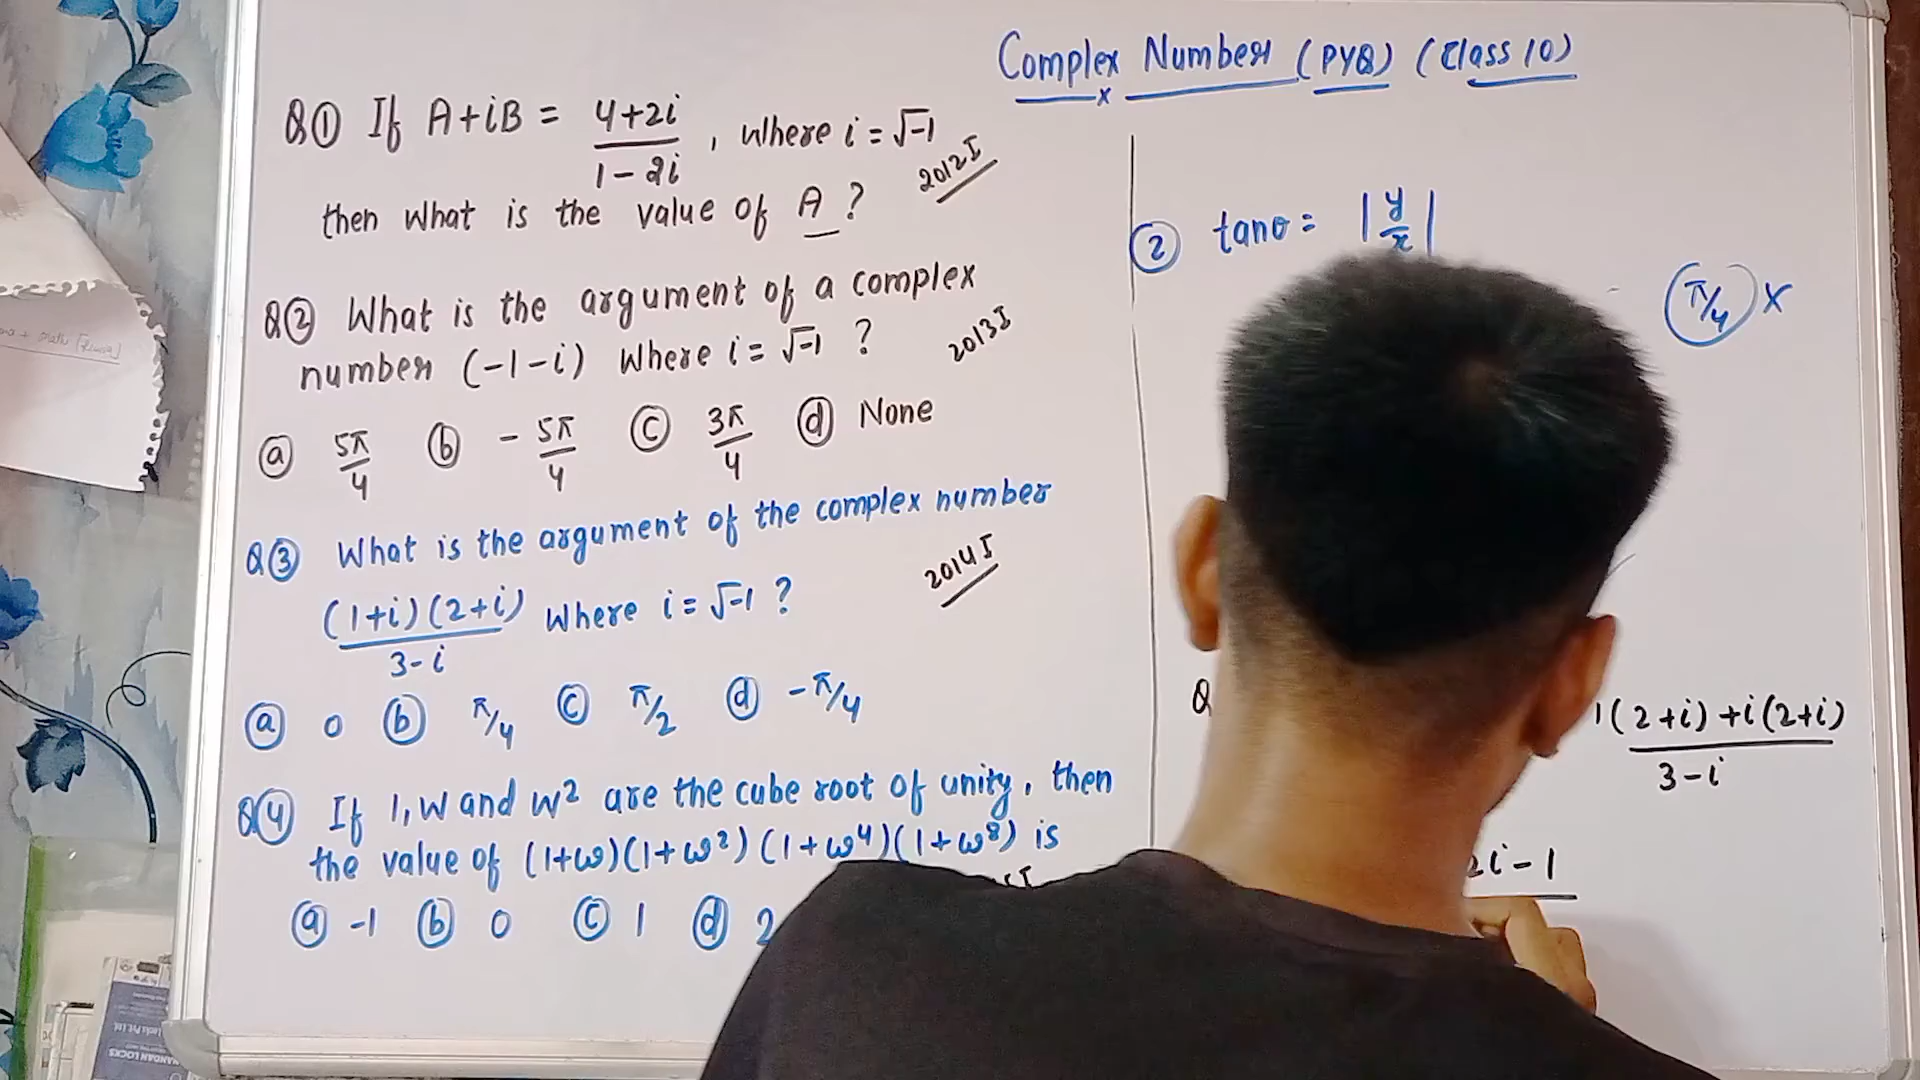 Complex Number (PYQ) (Class 10)
Q① If A+iB = 4+2i / 1-2i , where i = √-1
then what is the value of A ?
2012 I
Q② What is the argument of a complex
number (-1-i) where i = √-1 ?
2013 I
ⓐ 5π/4 ⓑ - 5π/4 ⓒ 3π/4 ⓓ None
Q③ What is the argument of the complex number
(1+i)(2+i) / 3-i where i = √-1 ?
2014 I
ⓐ 0 ⓑ π/4 ⓒ π/2 ⓓ -π/4
Q④ If 1, W and W² are the cube root of unity, then
the value of (1+ω)(1+ω²)(1+ω⁴)(1+ω⁸) is
ⓐ -1 ⓑ 0 ⓒ 1 ⓓ 2
② tanθ = |y/x|
π/4 x
Q
1(2+i)+i(2+i)
3-i
2i-1